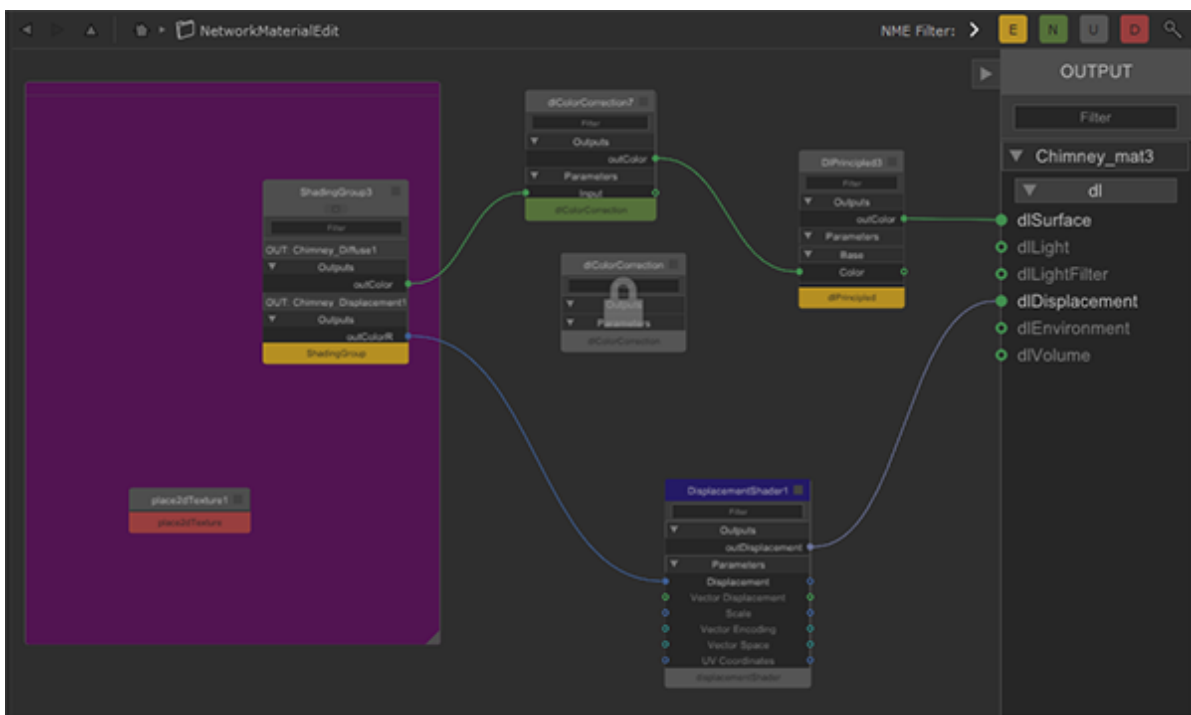 NetworkMaterialEdit
NME Filter:
E N U D
OUTPUT
Filter
Chimney_mat3
dl
dlSurface
dlLight
dlLightFilter
dlDisplacement
dlEnvironment
dlVolume
dlColorCorrection7
Filter
Outputs
outColor
Parameters
Input
dlColorCorrection
DlPrincipled3
Filter
Outputs
outColor
Parameters
Base
Color
dlPrincipled
ShadingGroup3
Filter
OUT: Chimney_Diffuse1
Outputs
outColor
OUT: Chimney_Displacement1
Outputs
outColorR
ShadingGroup
dlColorCorrection
Outputs
Parameters
dlColorCorrection
place2dTexture1
place2dTexture
DisplacementShader1
Filter
Outputs
outDisplacement
Parameters
Displacement
Vector Displacement
Scale
Vector Encoding
Vector Space
UV Coordinates
displacementShader